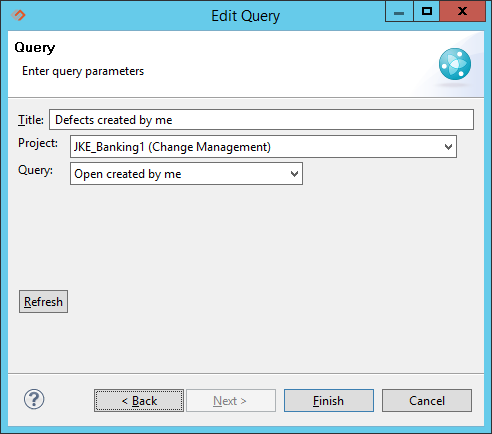 Edit Query
Query
Enter query parameters
Title: Defects created by me
Project: JKE_Banking1 (Change Management)
Query: Open created by me
Refresh
? < Back Next > Finish Cancel